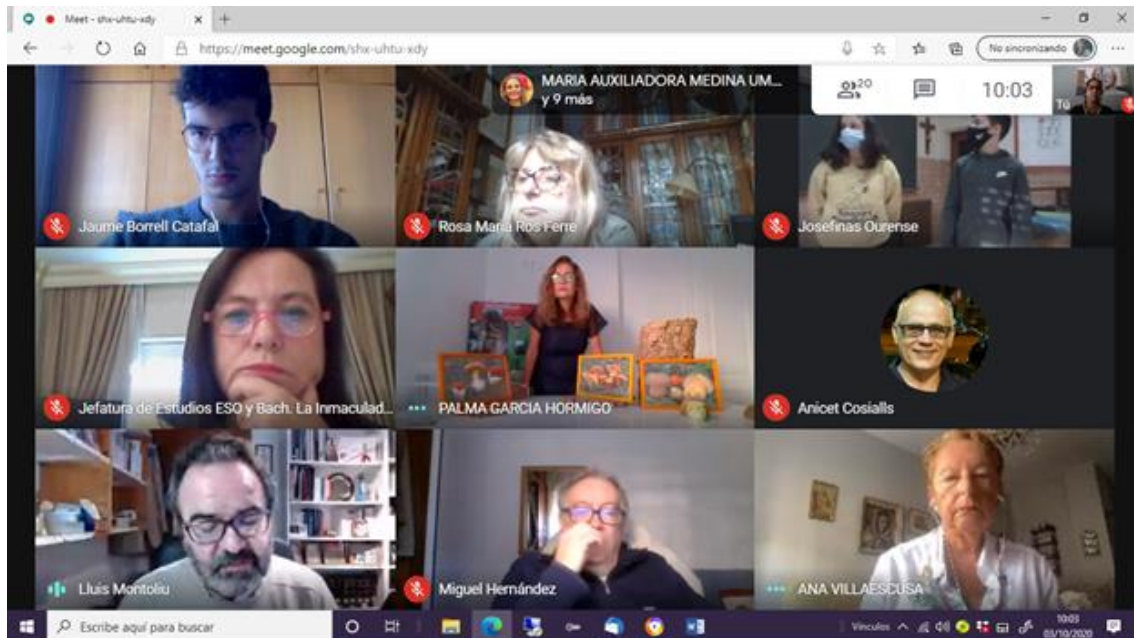 Meet - shx-uhtu-xdy
https://meet.google.com/shx-uhtu-xdy
No sincronizando
MARIA AUXILIADORA MEDINA UM...
y 9 más
20
10:03
Tú
Jaume Borrell Catafal
Rosa María Ros Ferré
Josefinas Ourense
Jefatura de Estudios ESO y Bach. La Inmaculad...
PALMA GARCIA HORMIGO
Anicet Cosialls
Lluis Montoliu
Miguel Hernández
ANA VILLAESCUSA
Escribe aquí para buscar
Vínculos
10:03
03/10/2020